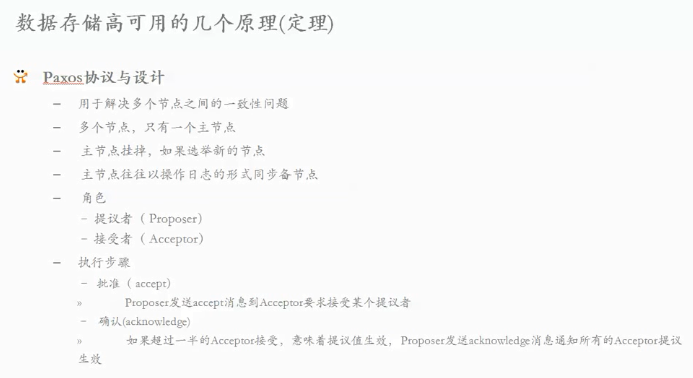 数据存储高可用的几个原理(定理)
Paxos协议与设计
– 用于解决多个节点之间的一致性问题
– 多个节点，只有一个主节点
– 主节点挂掉，如果选举新的节点
– 主节点往往以操作日志的形式同步备节点
– 角色
– 提议者（ Proposer）
– 接受者（ Acceptor）
– 执行步骤
– 批准（ accept）
» Proposer发送accept消息到Acceptor要求接受某个提议者
– 确认(acknowledge)
» 如果超过一半的Acceptor接受，意味着提议值生效，Proposer发送acknowledge消息通知所有的Acceptor提议
生效